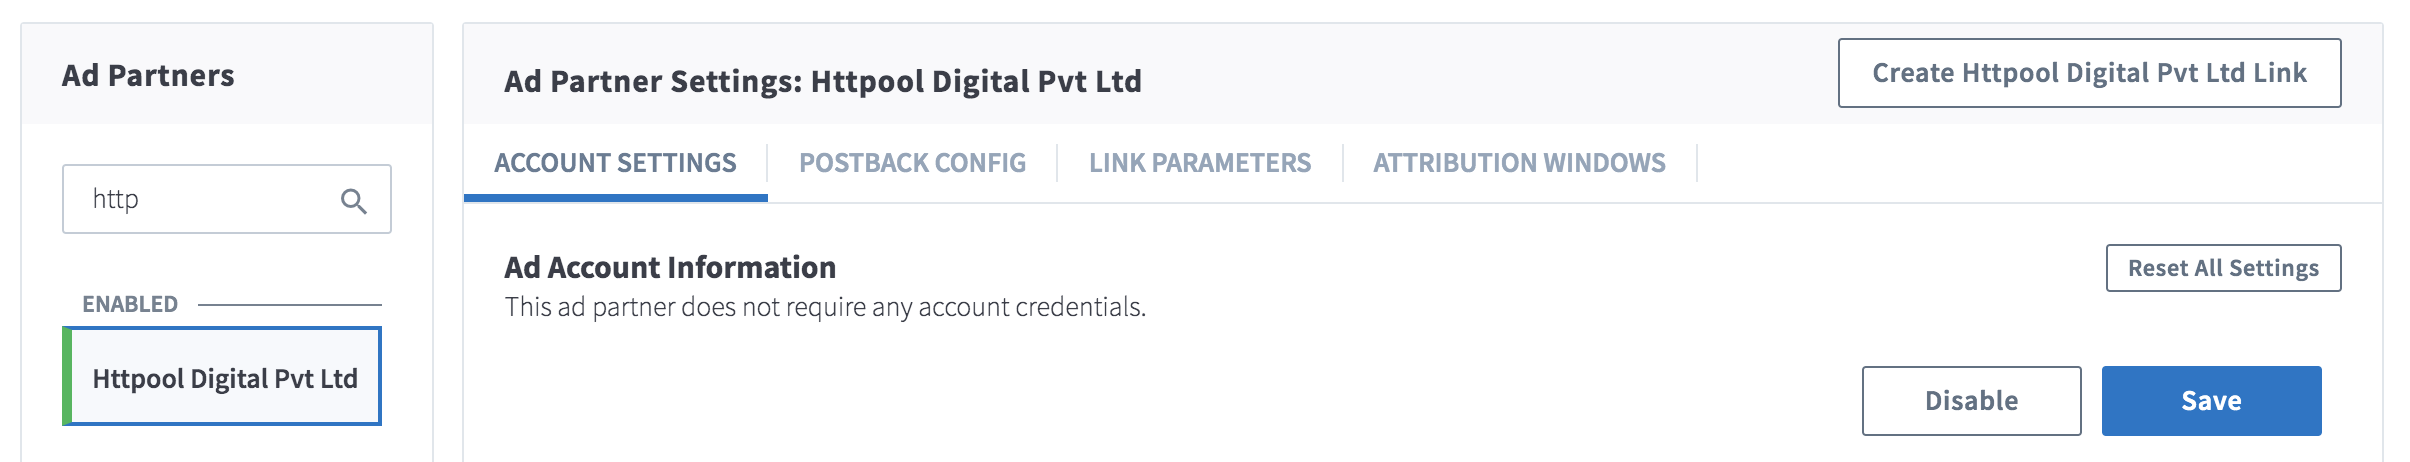 Ad Partners
http
ENABLED
Httpool Digital Pvt Ltd
Ad Partner Settings: Httpool Digital Pvt Ltd
Create Httpool Digital Pvt Ltd Link
ACCOUNT SETTINGS
POSTBACK CONFIG
LINK PARAMETERS
ATTRIBUTION WINDOWS
Ad Account Information
This ad partner does not require any account credentials.
Reset All Settings
Disable
Save